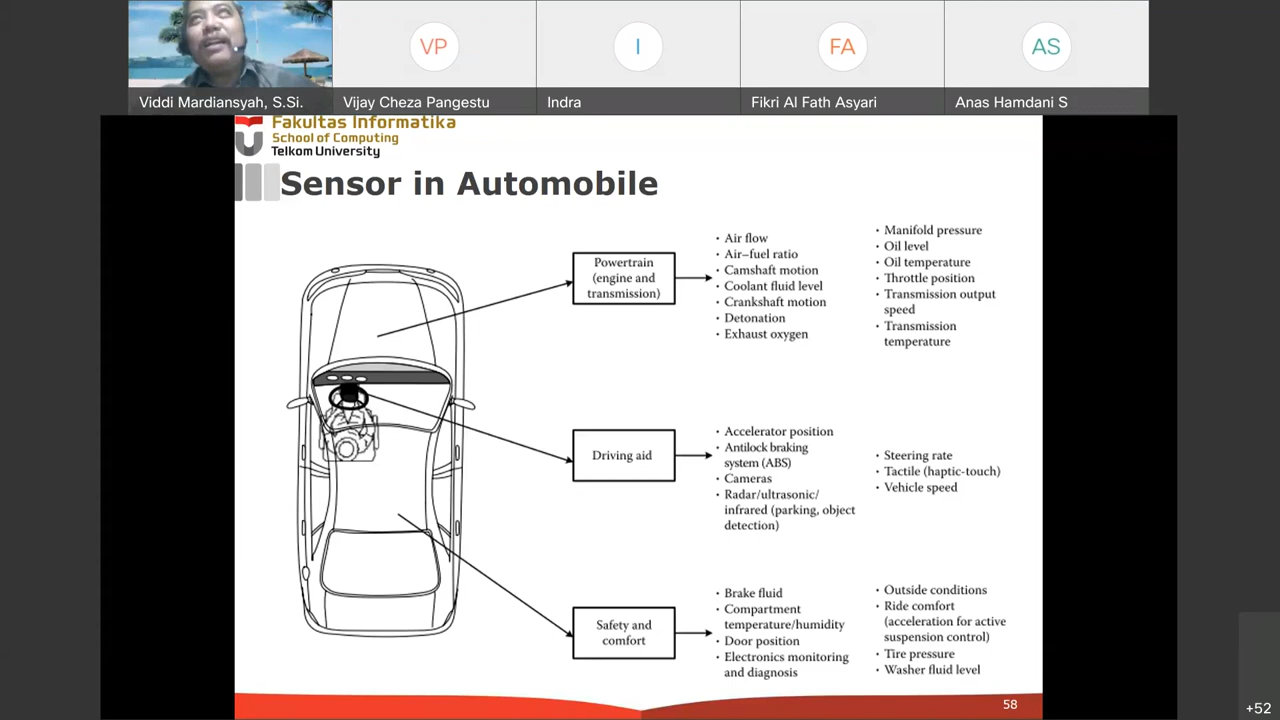 VP
I
FA
AS
Viddi Mardiansyah, S.Si.
Vijay Cheza Pangestu
Indra
Fikri Al Fath Asyari
Anas Hamdani S
Fakultas Informatika
School of Computing
Telkom University
Sensor in Automobile
Powertrain
(engine and
transmission)
• Air flow
• Air–fuel ratio
• Camshaft motion
• Coolant fluid level
• Crankshaft motion
• Detonation
• Exhaust oxygen
• Manifold pressure
• Oil level
• Oil temperature
• Throttle position
• Transmission output
speed
• Transmission
temperature
Driving aid
• Accelerator position
• Antilock braking
system (ABS)
• Cameras
• Radar/ultrasonic/
infrared (parking, object
detection)
• Steering rate
• Tactile (haptic-touch)
• Vehicle speed
Safety and
comfort
• Brake fluid
• Compartment
temperature/humidity
• Door position
• Electronics monitoring
and diagnosis
• Outside conditions
• Ride comfort
(acceleration for active
suspension control)
• Tire pressure
• Washer fluid level
58
+52